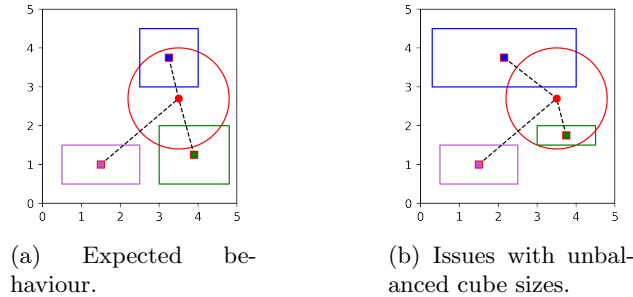 5
4
3
2
1
0
0 1 2 3 4 5
5
4
3
2
1
0
0 1 2 3 4 5
(a) Expected be-
haviour.
(b) Issues with unbal-
anced cube sizes.